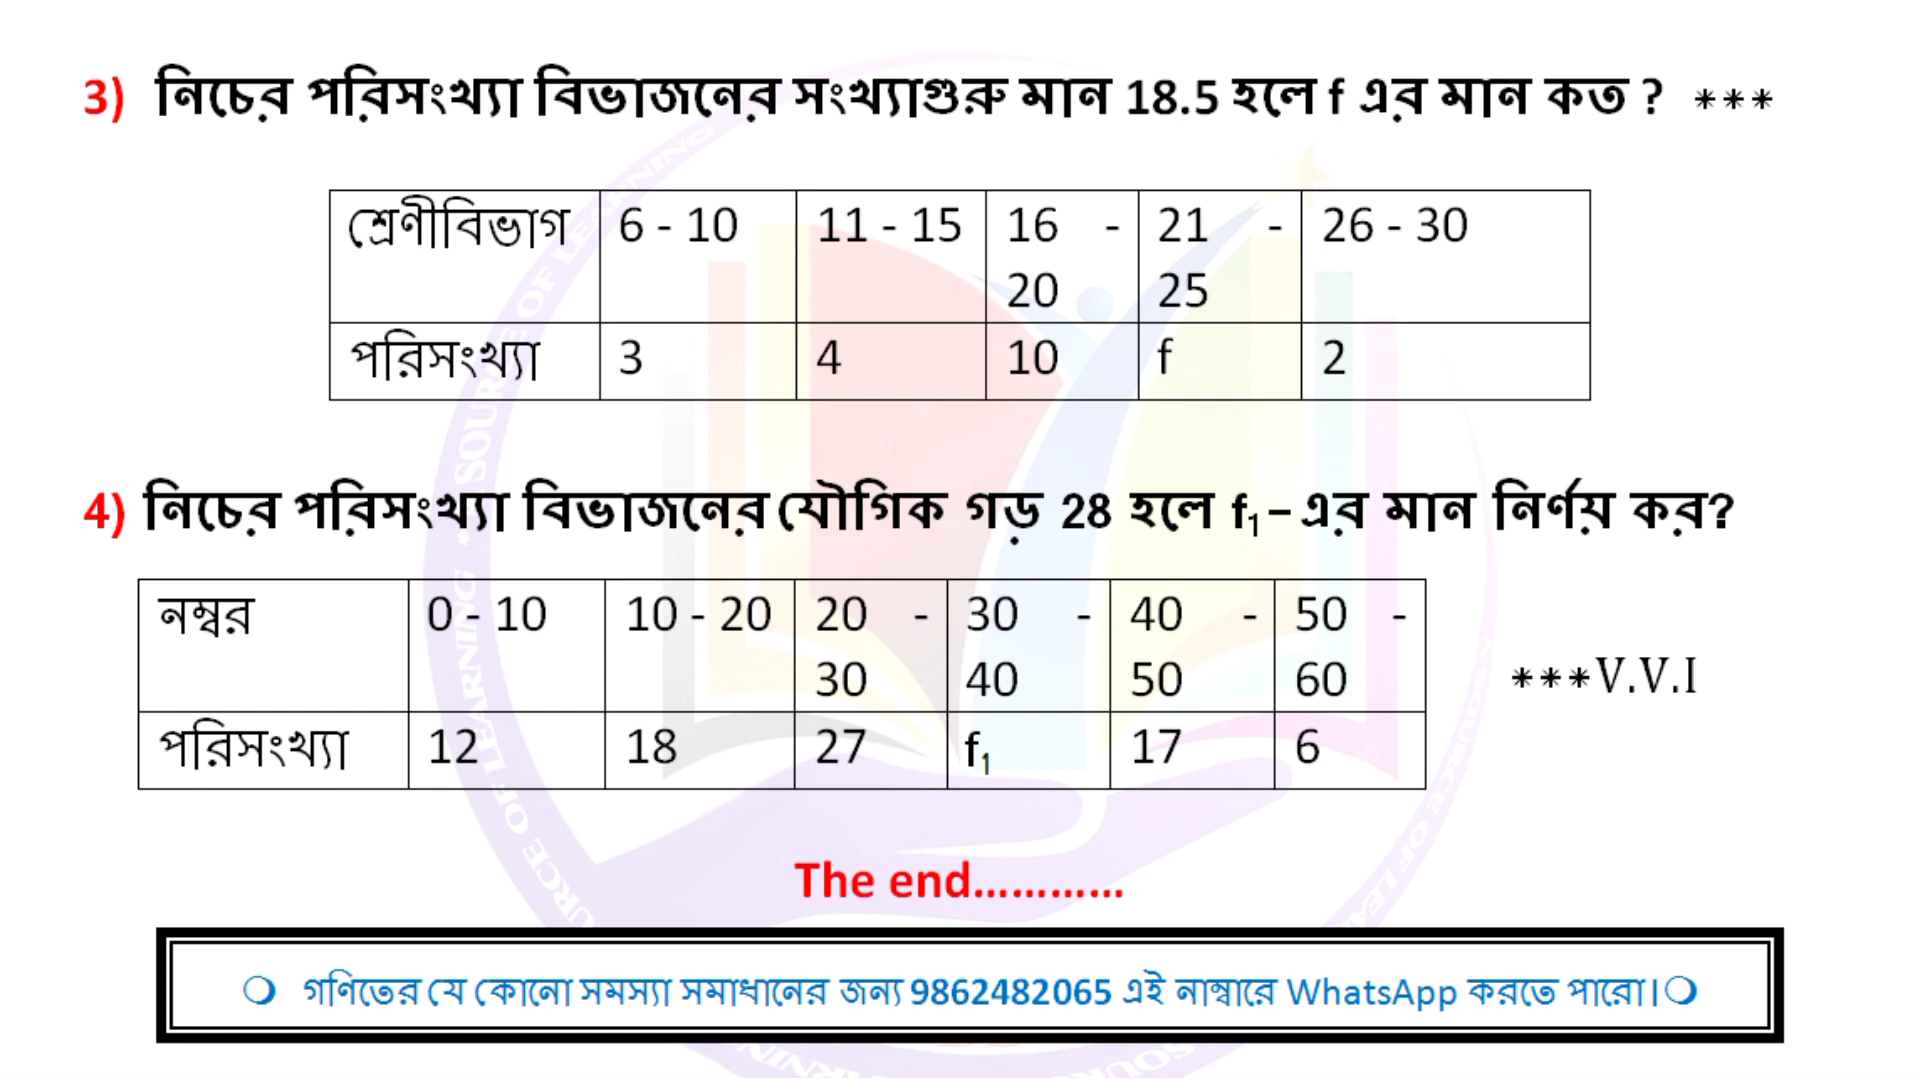 3) নিচের পরিসংখ্যা বিভাজনের সংখ্যাগুরু মান 18.5 হলে f এর মান কত ? ***
শ্রেণীবিভাগ 6 - 10 11 - 15 16 - 20 21 - 25 26 - 30
পরিসংখ্যা 3 4 10 f 2
4) নিচের পরিসংখ্যা বিভাজনের যৌগিক গড় 28 হলে f₁–এর মান নির্ণয় কর?
নম্বর 0 - 10 10 - 20 20 - 30 30 - 40 40 - 50 50 - 60
***V.V.I
পরিসংখ্যা 12 18 27 f₁ 17 6
The end............
❍ গণিতের যে কোনো সমস্যা সমাধানের জন্য 9862482065 এই নাম্বারে WhatsApp করতে পারো।❍
SOURCE OF LEARNING